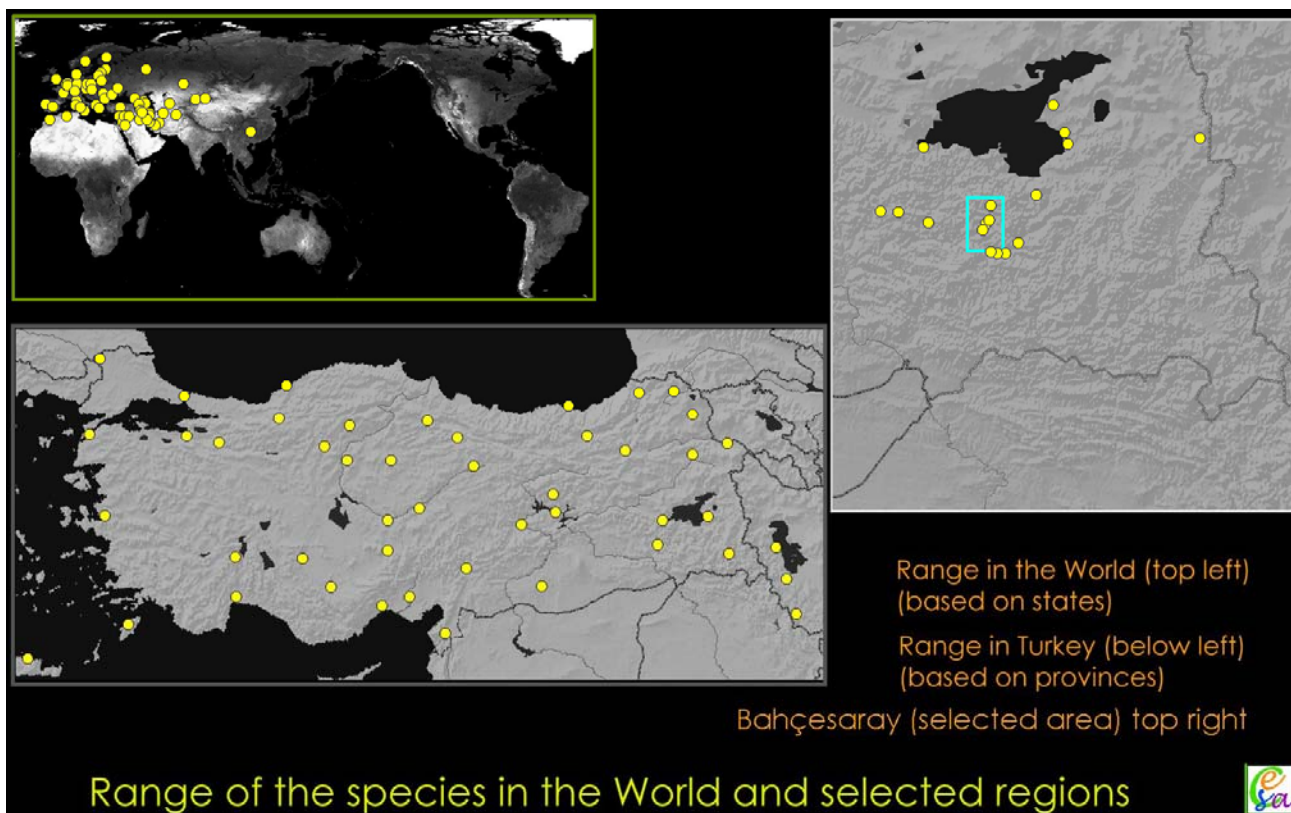 Range in the World (top left)
(based on states)
Range in Turkey (below left)
(based on provinces)
Bahçesaray (selected area) top right
Range of the species in the World and selected regions
esa